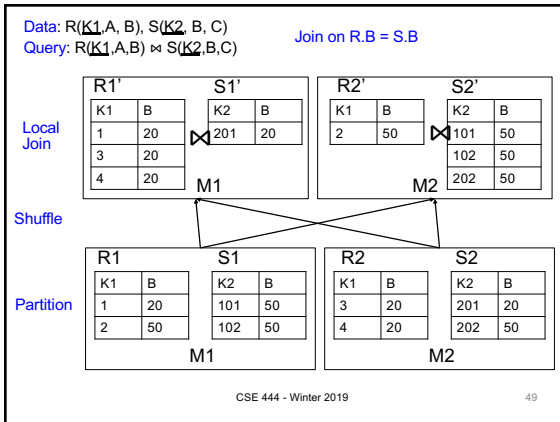 Data: R(K1,A, B), S(K2, B, C)
Query: R(K1,A,B) ⋈ S(K2,B,C)
Join on R.B = S.B
R1’ S1’ R2’ S2’
Local
Join
K1 B K2 B K1 B K2 B
1 20 ⋈ 201 20 2 50 ⋈ 101 50
3 20 102 50
4 20 202 50
M1 M2
Shuffle
R1 S1 R2 S2
Partition
K1 B K2 B K1 B K2 B
1 20 101 50 3 20 201 20
2 50 102 50 4 20 202 50
M1 M2
CSE 444 - Winter 2019 49